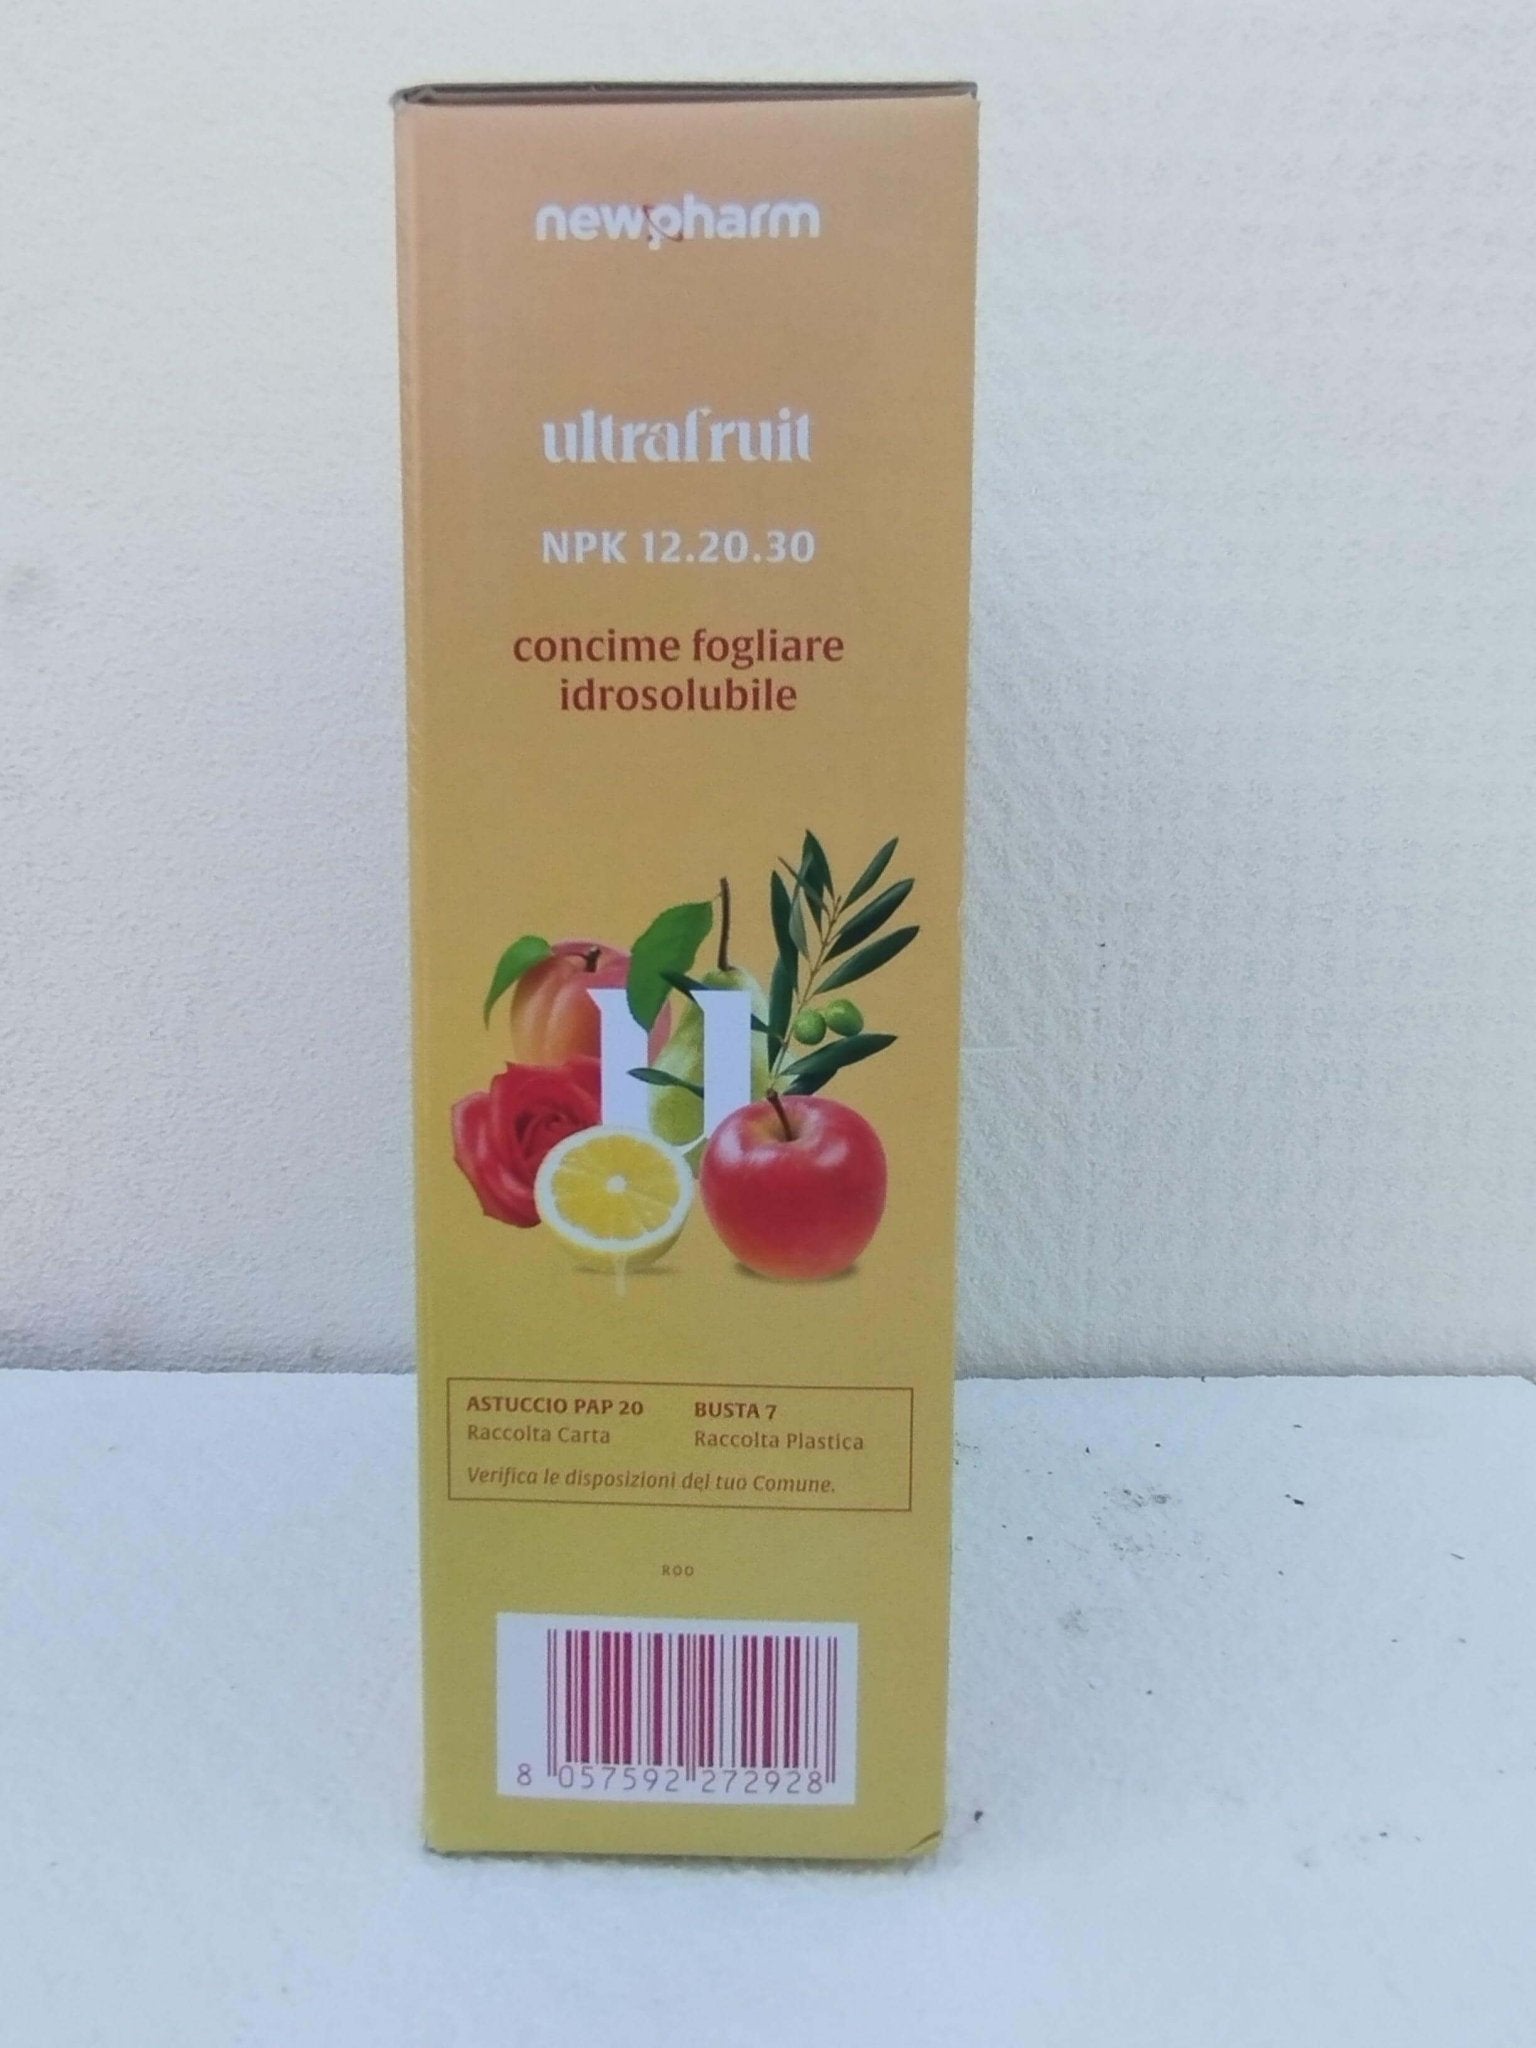 newpharm
ultrafruit
NPK 12.20.30
concime fogliare
idrosolubile
u
ASTUCCIO PAP 20 BUSTA 7
Raccolta Carta Raccolta Plastica
Verifica le disposizioni del tuo Comune.
R00
8 057592 272928